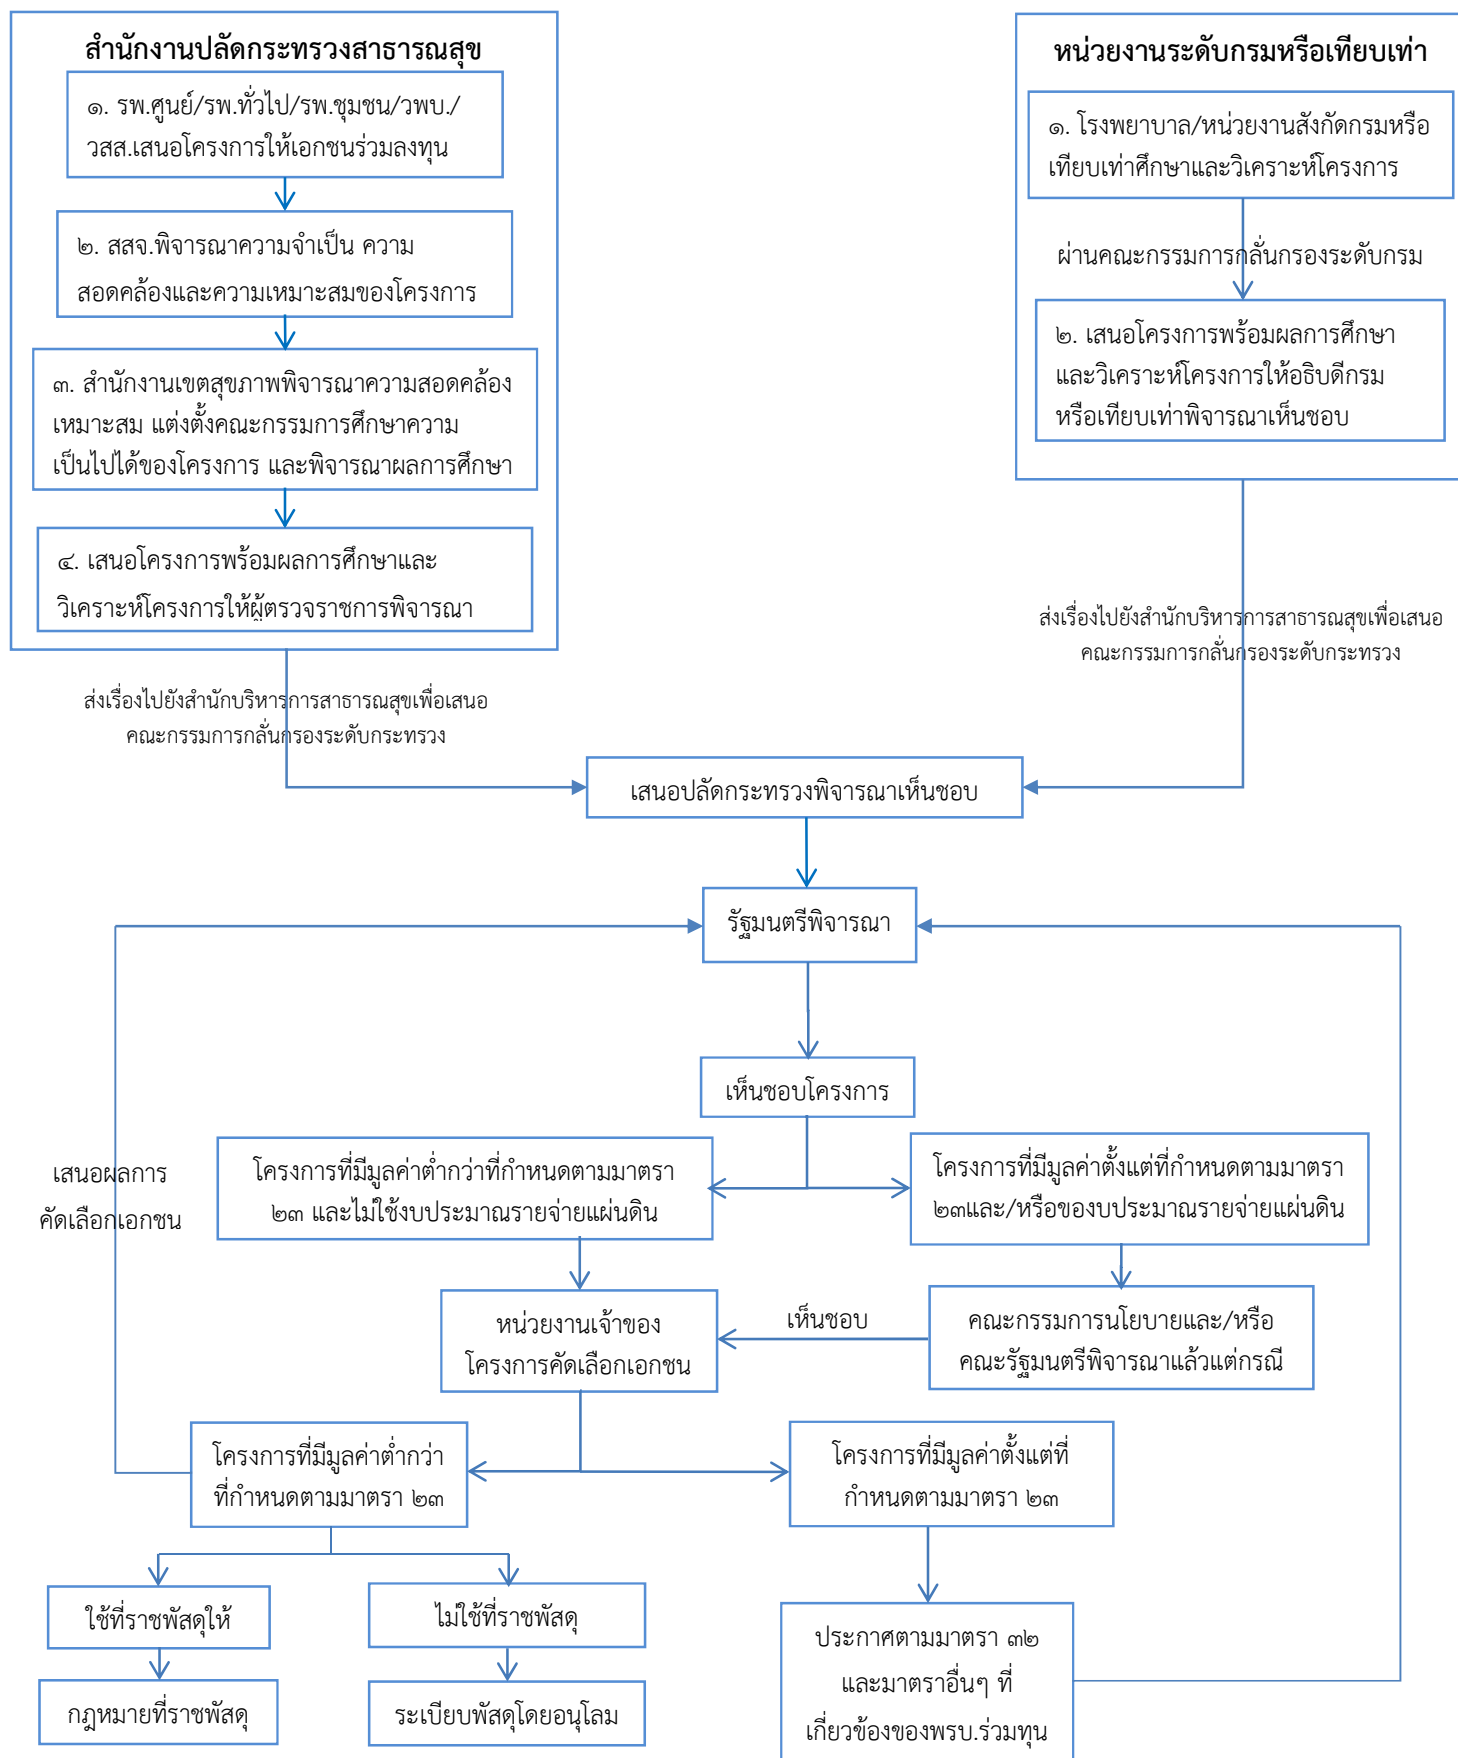 สำนักงานปลัดกระทรวงสาธารณสุข
๑. รพ.ศูนย์/รพ.ทั่วไป/รพ.ชุมชน/วพบ./
วสส.เสนอโครงการให้เอกชนร่วมลงทุน
๒. สสจ.พิจารณาความจำเป็น ความ
สอดคล้องและความเหมาะสมของโครงการ
๓. สำนักงานเขตสุขภาพพิจารณาความสอดคล้อง
เหมาะสม แต่งตั้งคณะกรรมการศึกษาความ
เป็นไปได้ของโครงการ และพิจารณาผลการศึกษา
๔. เสนอโครงการพร้อมผลการศึกษาและ
วิเคราะห์โครงการให้ผู้ตรวจราชการพิจารณา
ส่งเรื่องไปยังสำนักบริหารการสาธารณสุขเพื่อเสนอ
คณะกรรมการกลั่นกรองระดับกระทรวง
หน่วยงานระดับกรมหรือเทียบเท่า
๑. โรงพยาบาล/หน่วยงานสังกัดกรมหรือ
เทียบเท่าศึกษาและวิเคราะห์โครงการ
ผ่านคณะกรรมการกลั่นกรองระดับกรม
๒. เสนอโครงการพร้อมผลการศึกษา
และวิเคราะห์โครงการให้อธิบดีกรม
หรือเทียบเท่าพิจารณาเห็นชอบ
ส่งเรื่องไปยังสำนักบริหารการสาธารณสุขเพื่อเสนอ
คณะกรรมการกลั่นกรองระดับกระทรวง
เสนอปลัดกระทรวงพิจารณาเห็นชอบ
รัฐมนตรีพิจารณา
เห็นชอบโครงการ
เสนอผลการ
คัดเลือกเอกชน
โครงการที่มีมูลค่าต่ำกว่าที่กำหนดตามมาตรา
๒๓ และไม่ใช้งบประมาณรายจ่ายแผ่นดิน
โครงการที่มีมูลค่าตั้งแต่ที่กำหนดตามมาตรา
๒๓และ/หรือของบประมาณรายจ่ายแผ่นดิน
หน่วยงานเจ้าของ
โครงการคัดเลือกเอกชน
เห็นชอบ
คณะกรรมการนโยบายและ/หรือ
คณะรัฐมนตรีพิจารณาแล้วแต่กรณี
โครงการที่มีมูลค่าต่ำกว่า
ที่กำหนดตามมาตรา ๒๓
โครงการที่มีมูลค่าตั้งแต่ที่
กำหนดตามมาตรา ๒๓
ใช้ที่ราชพัสดุให้
ไม่ใช้ที่ราชพัสดุ
กฎหมายที่ราชพัสดุ
ระเบียบพัสดุโดยอนุโลม
ประกาศตามมาตรา ๓๒
และมาตราอื่นๆ ที่
เกี่ยวข้องของพรบ.ร่วมทุน